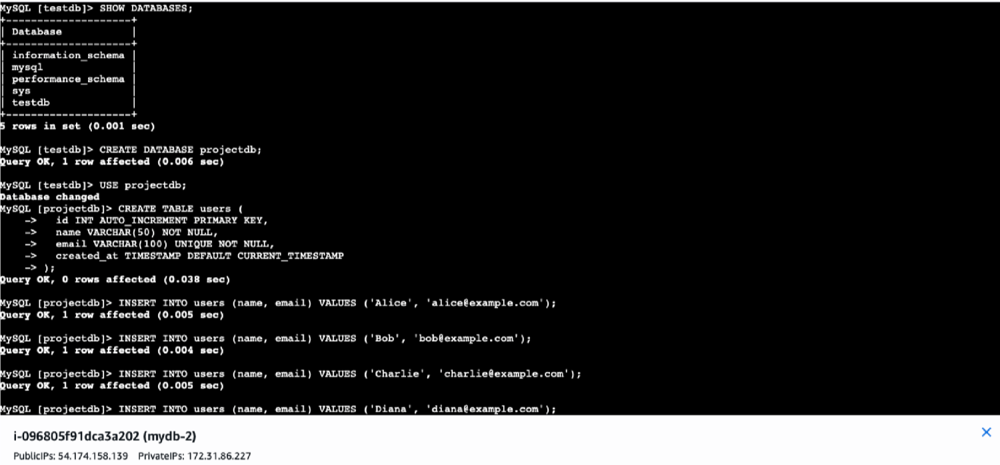 MySQL [testdb]> SHOW DATABASES;
+--------------------+
| Database           |
+--------------------+
| information_schema |
| mysql              |
| performance_schema |
| sys                |
| testdb             |
+--------------------+
5 rows in set (0.001 sec)
MySQL [testdb]> CREATE DATABASE projectdb;
Query OK, 1 row affected (0.006 sec)
MySQL [testdb]> USE projectdb;
Database changed
MySQL [projectdb]> CREATE TABLE users (
    ->   id INT AUTO_INCREMENT PRIMARY KEY,
    ->   name VARCHAR(50) NOT NULL,
    ->   email VARCHAR(100) UNIQUE NOT NULL,
    ->   created_at TIMESTAMP DEFAULT CURRENT_TIMESTAMP
    -> );
Query OK, 0 rows affected (0.038 sec)
MySQL [projectdb]> INSERT INTO users (name, email) VALUES ('Alice', 'alice@example.com');
Query OK, 1 row affected (0.005 sec)
MySQL [projectdb]> INSERT INTO users (name, email) VALUES ('Bob', 'bob@example.com');
Query OK, 1 row affected (0.004 sec)
MySQL [projectdb]> INSERT INTO users (name, email) VALUES ('Charlie', 'charlie@example.com');
Query OK, 1 row affected (0.005 sec)
MySQL [projectdb]> INSERT INTO users (name, email) VALUES ('Diana', 'diana@example.com');
i-096805f91dca3a202 (mydb-2)
PublicIPs: 54.174.158.139 PrivateIPs: 172.31.86.227